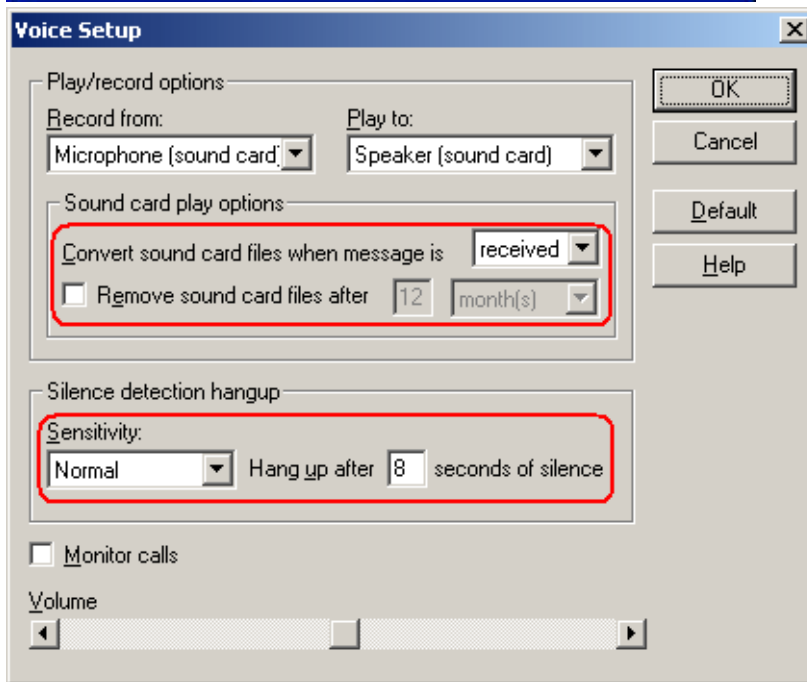 Voice Setup
Play/record options
Record from: Play to:
Microphone (sound card) Speaker (sound card)
Sound card play options
Convert sound card files when message is received
Remove sound card files after 12 month(s)
Silence detection hangup
Sensitivity:
Normal Hang up after 8 seconds of silence
Monitor calls
Volume
OK
Cancel
Default
Help